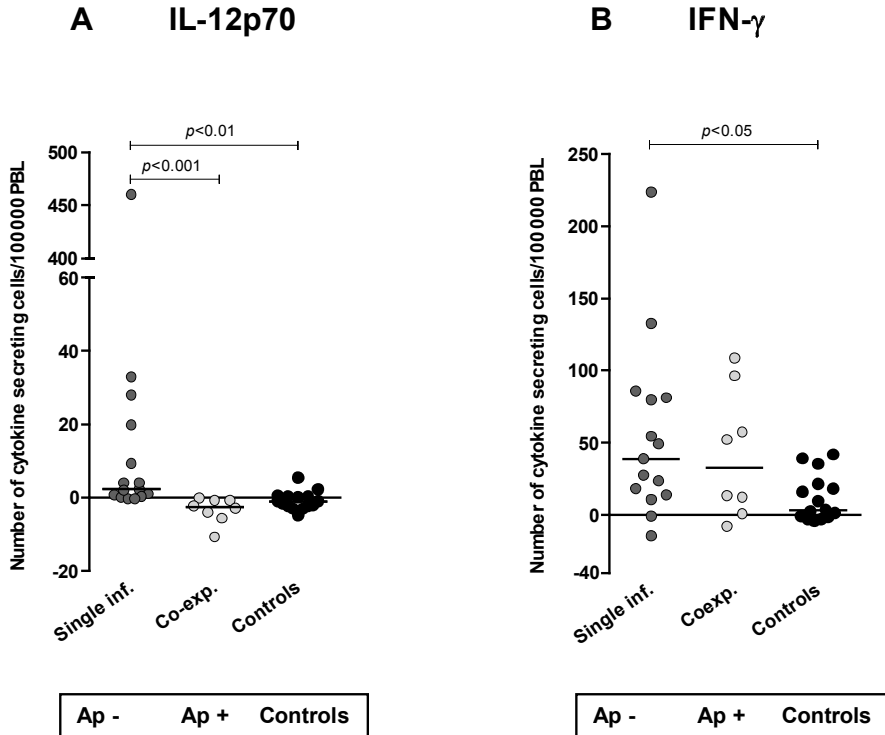 A IL-12p70
p<0.01
p<0.001
Number of cytokine secreting cells/100000 PBL
500
450
400
60
40
20
0
-20
Single inf.
Co-exp.
Controls
Ap - Ap + Controls
B IFN-γ
p<0.05
Number of cytokine secreting cells/100000 PBL
250
200
150
100
50
0
-40
Single inf.
Coexp.
Controls
Ap - Ap + Controls